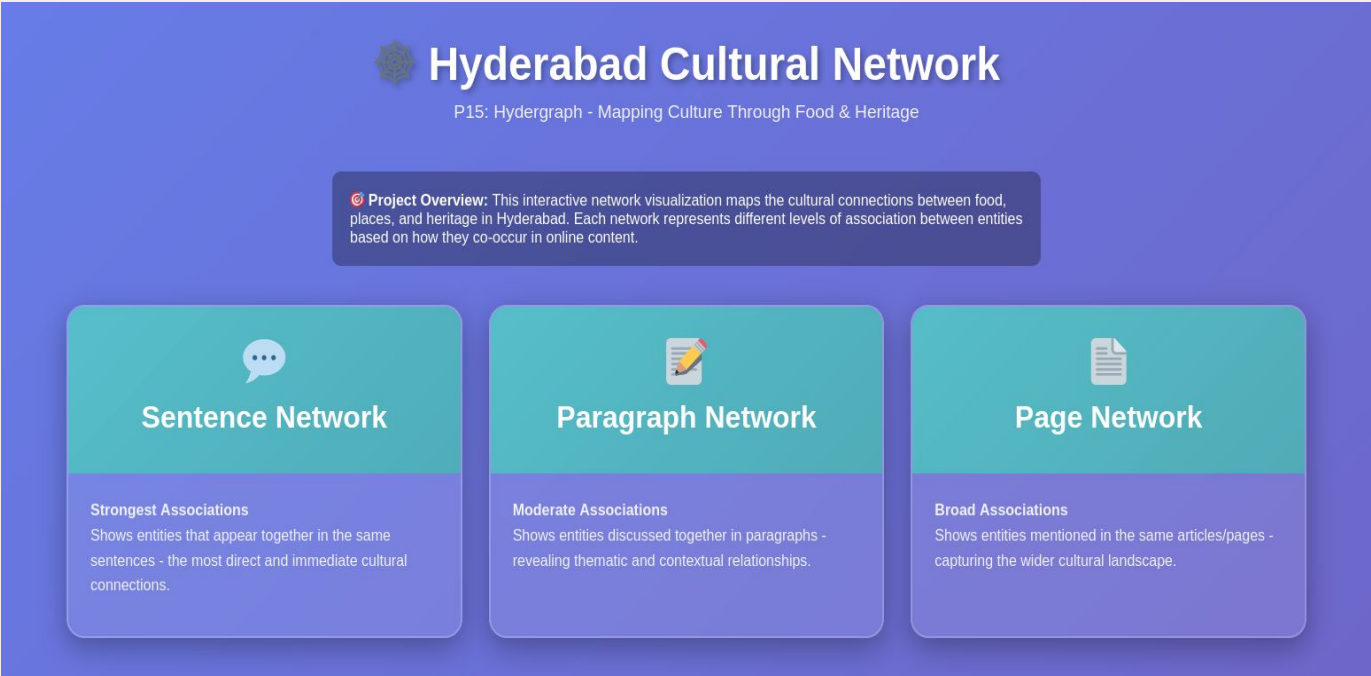 Hyderabad Cultural Network
P15: Hydergraph - Mapping Culture Through Food & Heritage
Project Overview: This interactive network visualization maps the cultural connections between food,
places, and heritage in Hyderabad. Each network represents different levels of association between entities
based on how they co-occur in online content.
Sentence Network
Strongest Associations
Shows entities that appear together in the same
sentences - the most direct and immediate cultural
connections.
Paragraph Network
Moderate Associations
Shows entities discussed together in paragraphs -
revealing thematic and contextual relationships.
Page Network
Broad Associations
Shows entities mentioned in the same articles/pages -
capturing the wider cultural landscape.